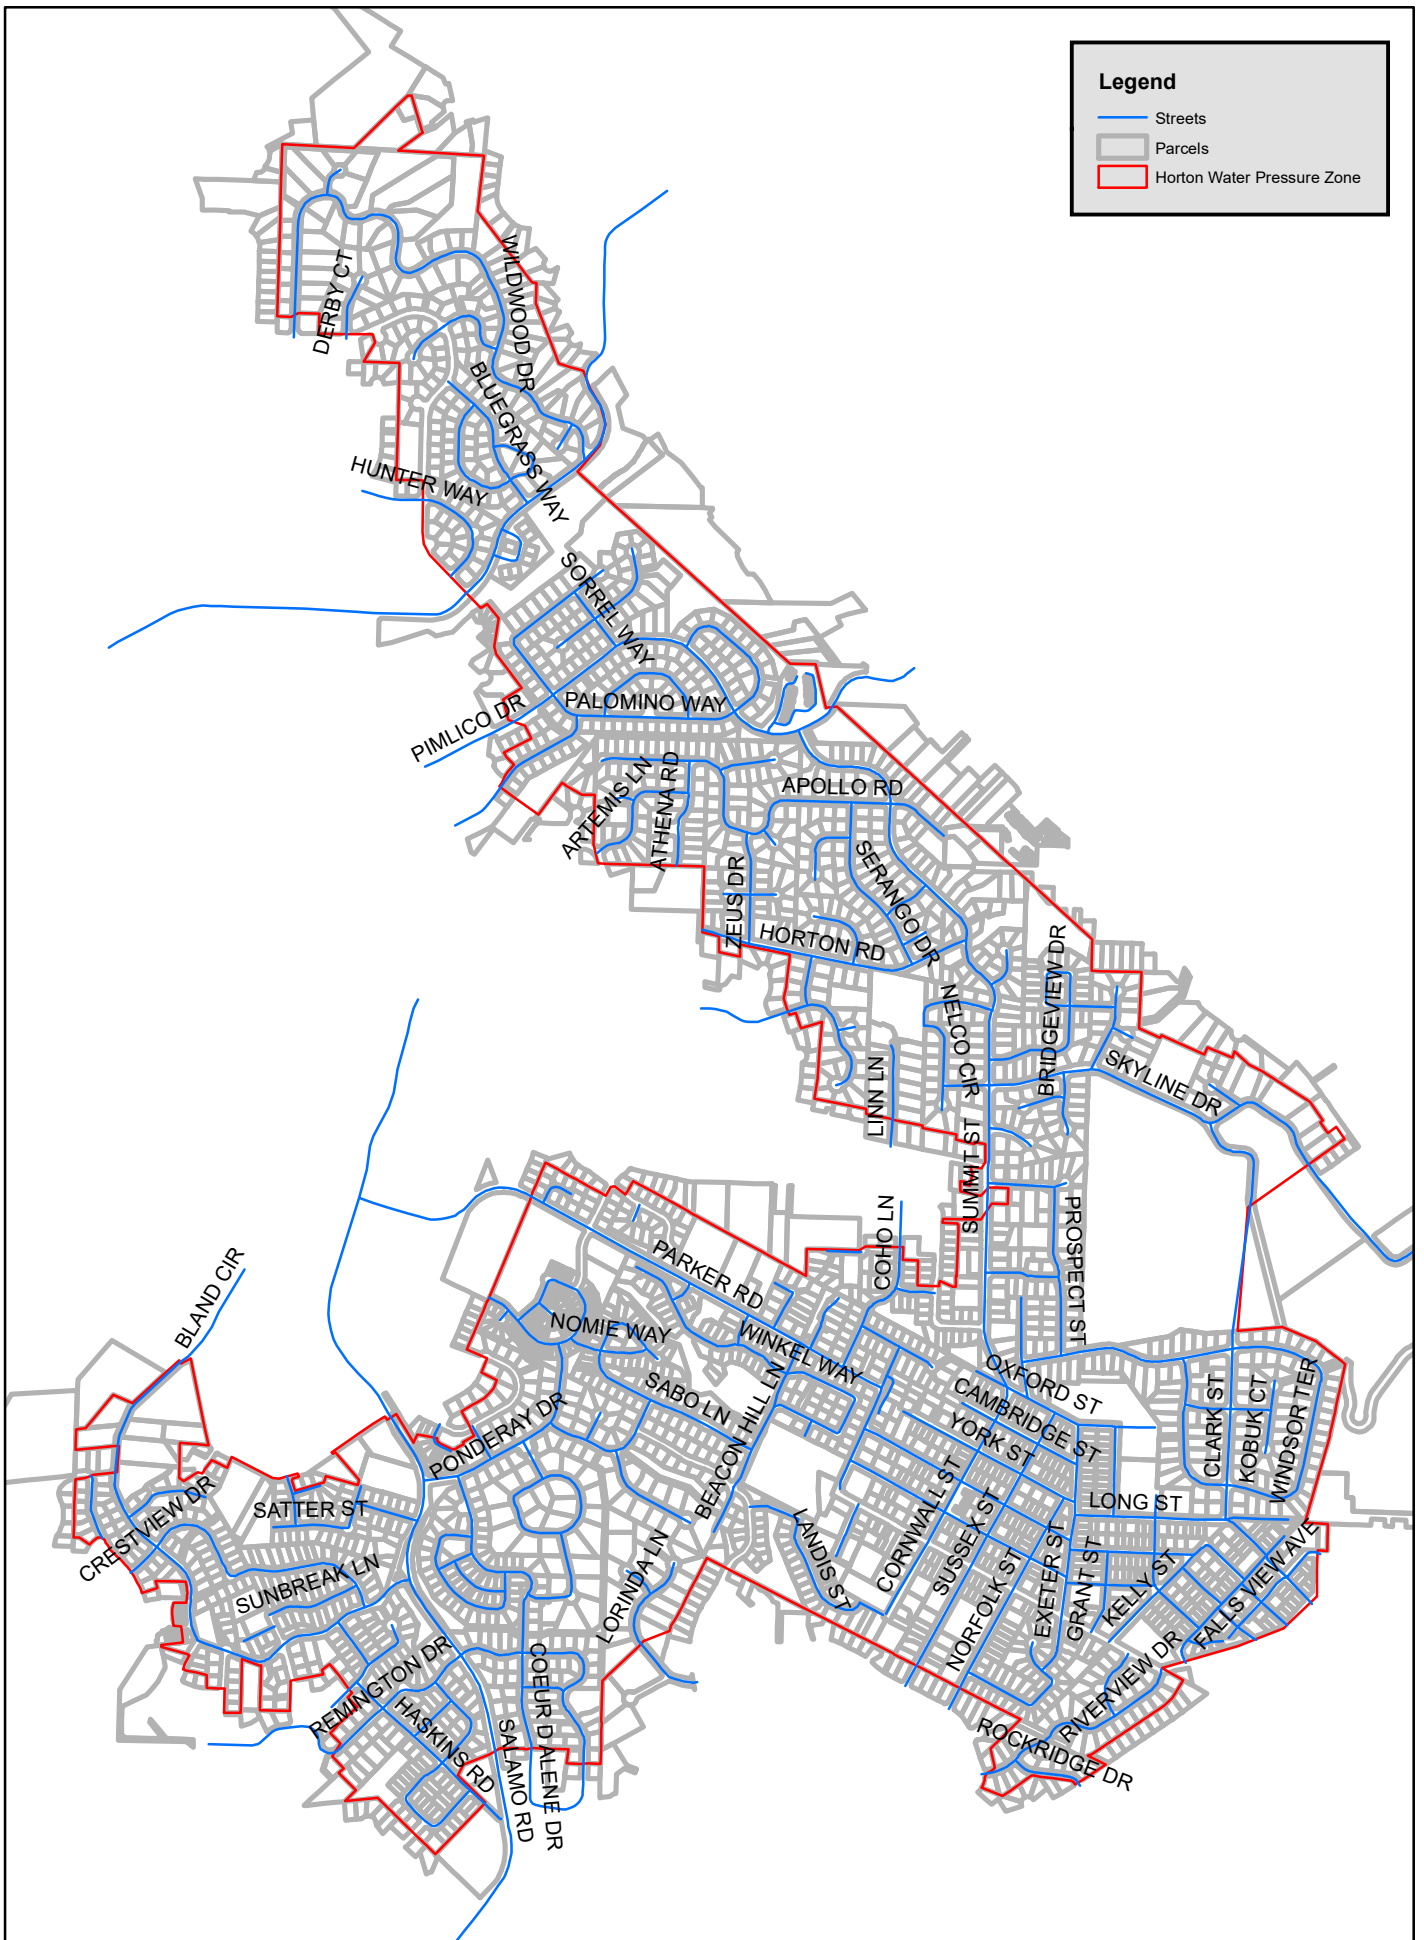 Legend
Streets
Parcels
Horton Water Pressure Zone
WILDWOOD DR
DERBY CT
BLUEGRASS WAY
HUNTER WAY
SORREL WAY
PALOMINO WAY
PIMLICO DR
ARTEMIS LN
ATHENA RD
APOLLO RD
SERANGO DR
ZEUS DR
HORTON RD
BRIDGEVIEW DR
NELCO CIR
LINN LN
SKYLINE DR
SUMMIT ST
COHO LN
PROSPECT ST
PARKER RD
BLAND CIR
NOMIE WAY
WINKEL WAY
SABO LN
BEACON HILL LN
OXFORD ST
CAMBRIDGE ST
YORK ST
CLARK ST
KOBUK CT
WINDSOR TER
PONDERAY DR
SATTER ST
CRESTVIEW DR
LONG ST
CORNWALL ST
SUSSEX ST
LANDIS ST
NORFOLK ST
EXETER ST
GRANT ST
KELLY ST
FALLS VIEW AVE
SUNBREAK LN
LORINDA LN
REMINGTON DR
HASKINS RD
SALAMO RD
COEUR D ALENE DR
RIVERVIEW DR
ROCKRIDGE DR